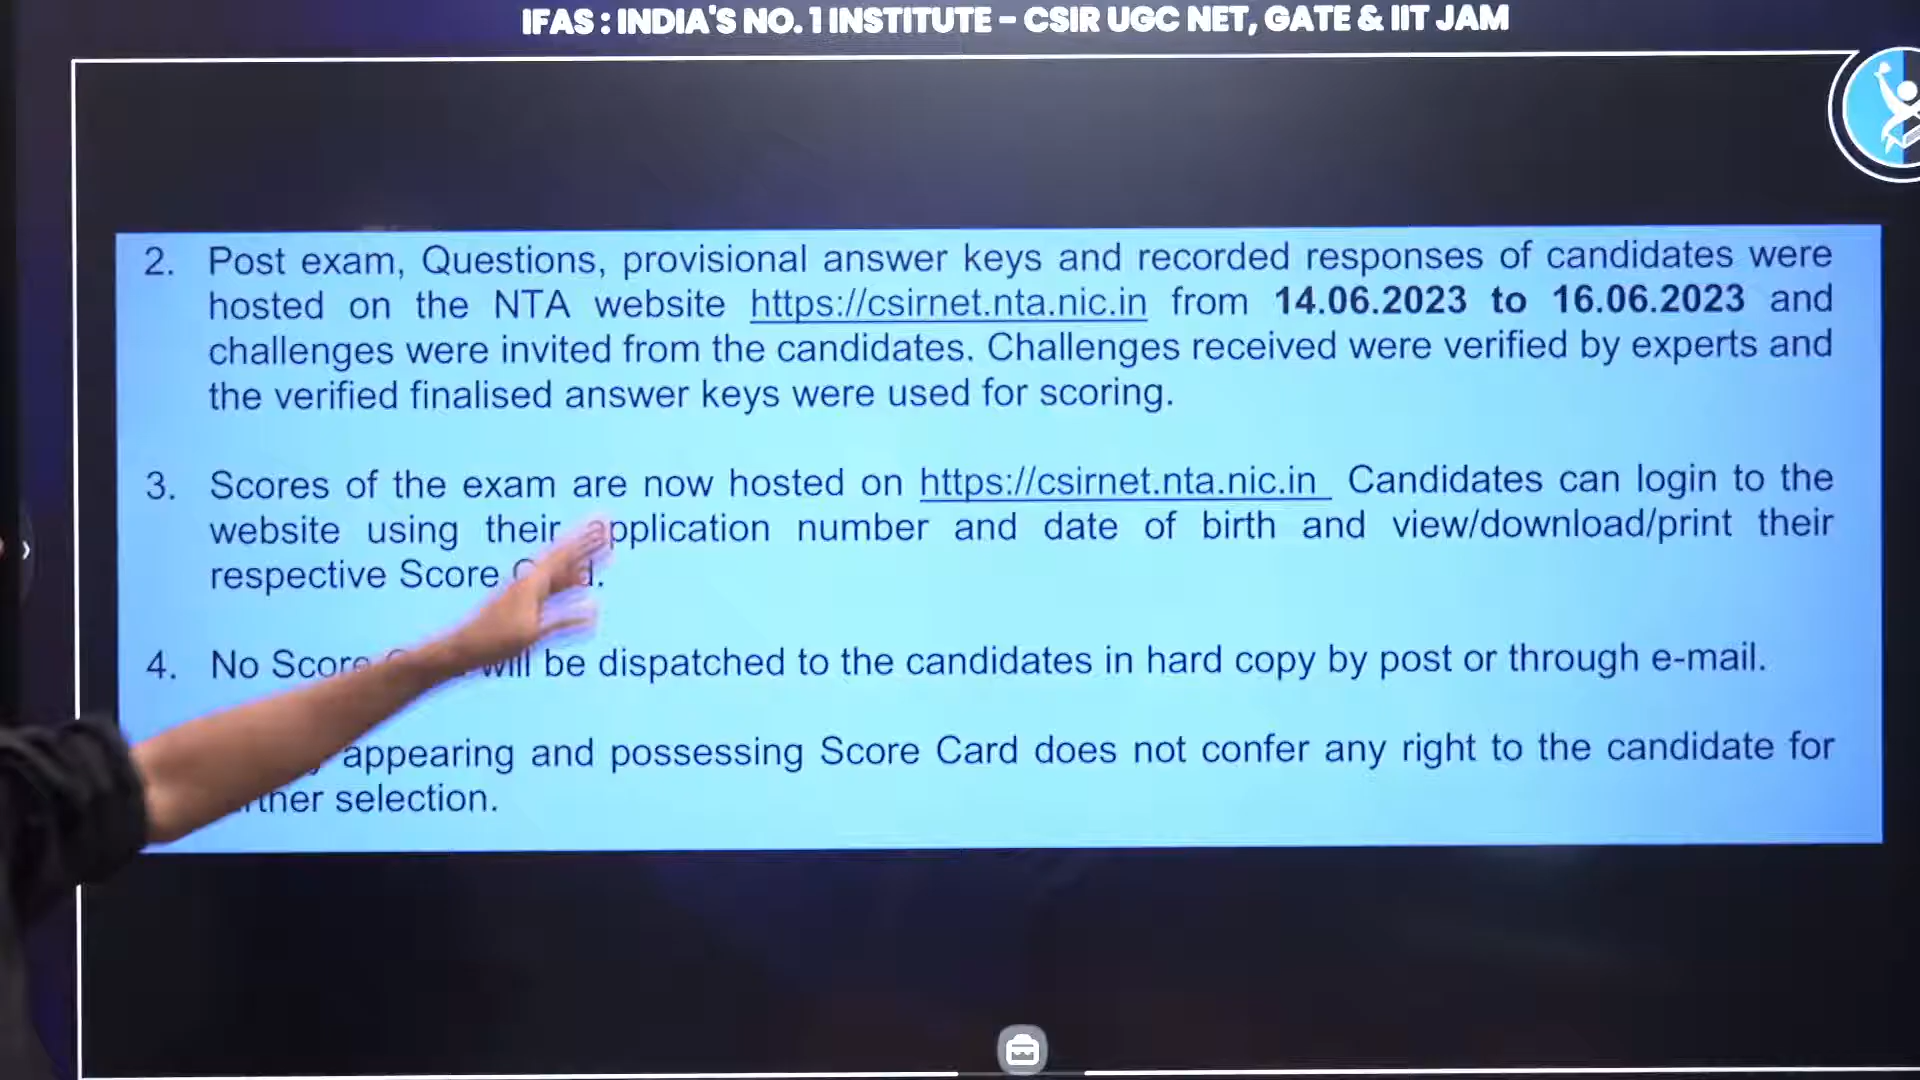 IFAS : INDIA'S NO. 1 INSTITUTE - CSIR UGC NET, GATE & IIT JAM
2. Post exam, Questions, provisional answer keys and recorded responses of candidates were
hosted on the NTA website https://csirnet.nta.nic.in from 14.06.2023 to 16.06.2023 and
challenges were invited from the candidates. Challenges received were verified by experts and
the verified finalised answer keys were used for scoring.
3. Scores of the exam are now hosted on https://csirnet.nta.nic.in Candidates can login to the
website using their application number and date of birth and view/download/print their
respective Score
4. No Score will be dispatched to the candidates in hard copy by post or through e-mail.
appearing and possessing Score Card does not confer any right to the candidate for
selection.